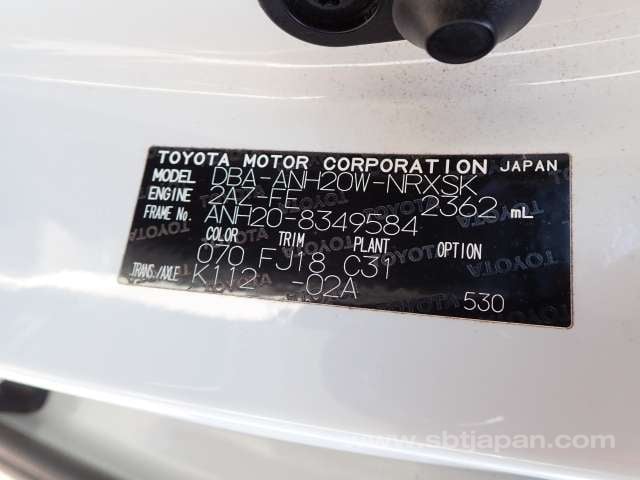 TOYOTA MOTOR CORPORATION JAPAN
MODEL DBA-ANH20W-NRXSK
ENGINE 2AZ-FE 2362 mL
FRAME No. ANH20-8349584
COLOR TRIM PLANT OPTION
070 FJ18 C31
TRANS./AXLE K112 -02A
530
www.sbtjapan.com